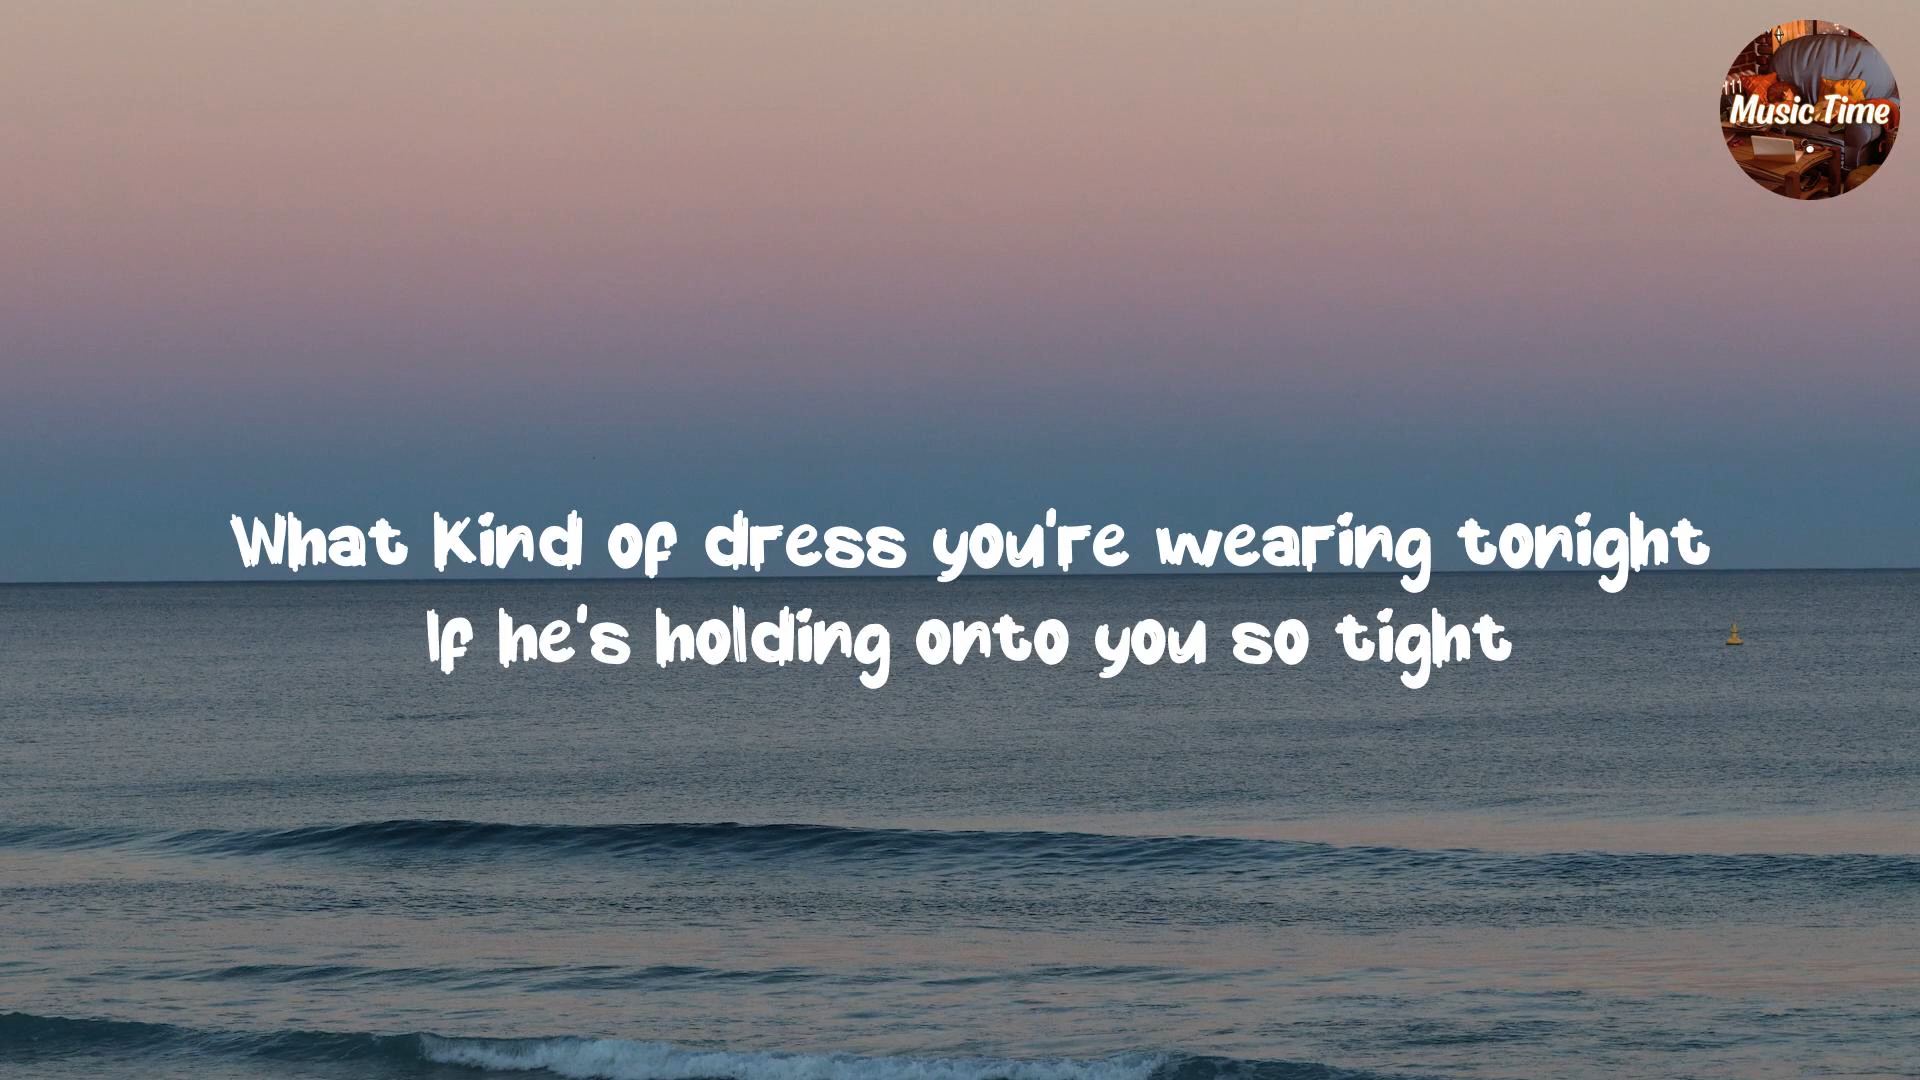 Music Time
What kind of dress you're wearing tonight
If he's holding onto you so tight